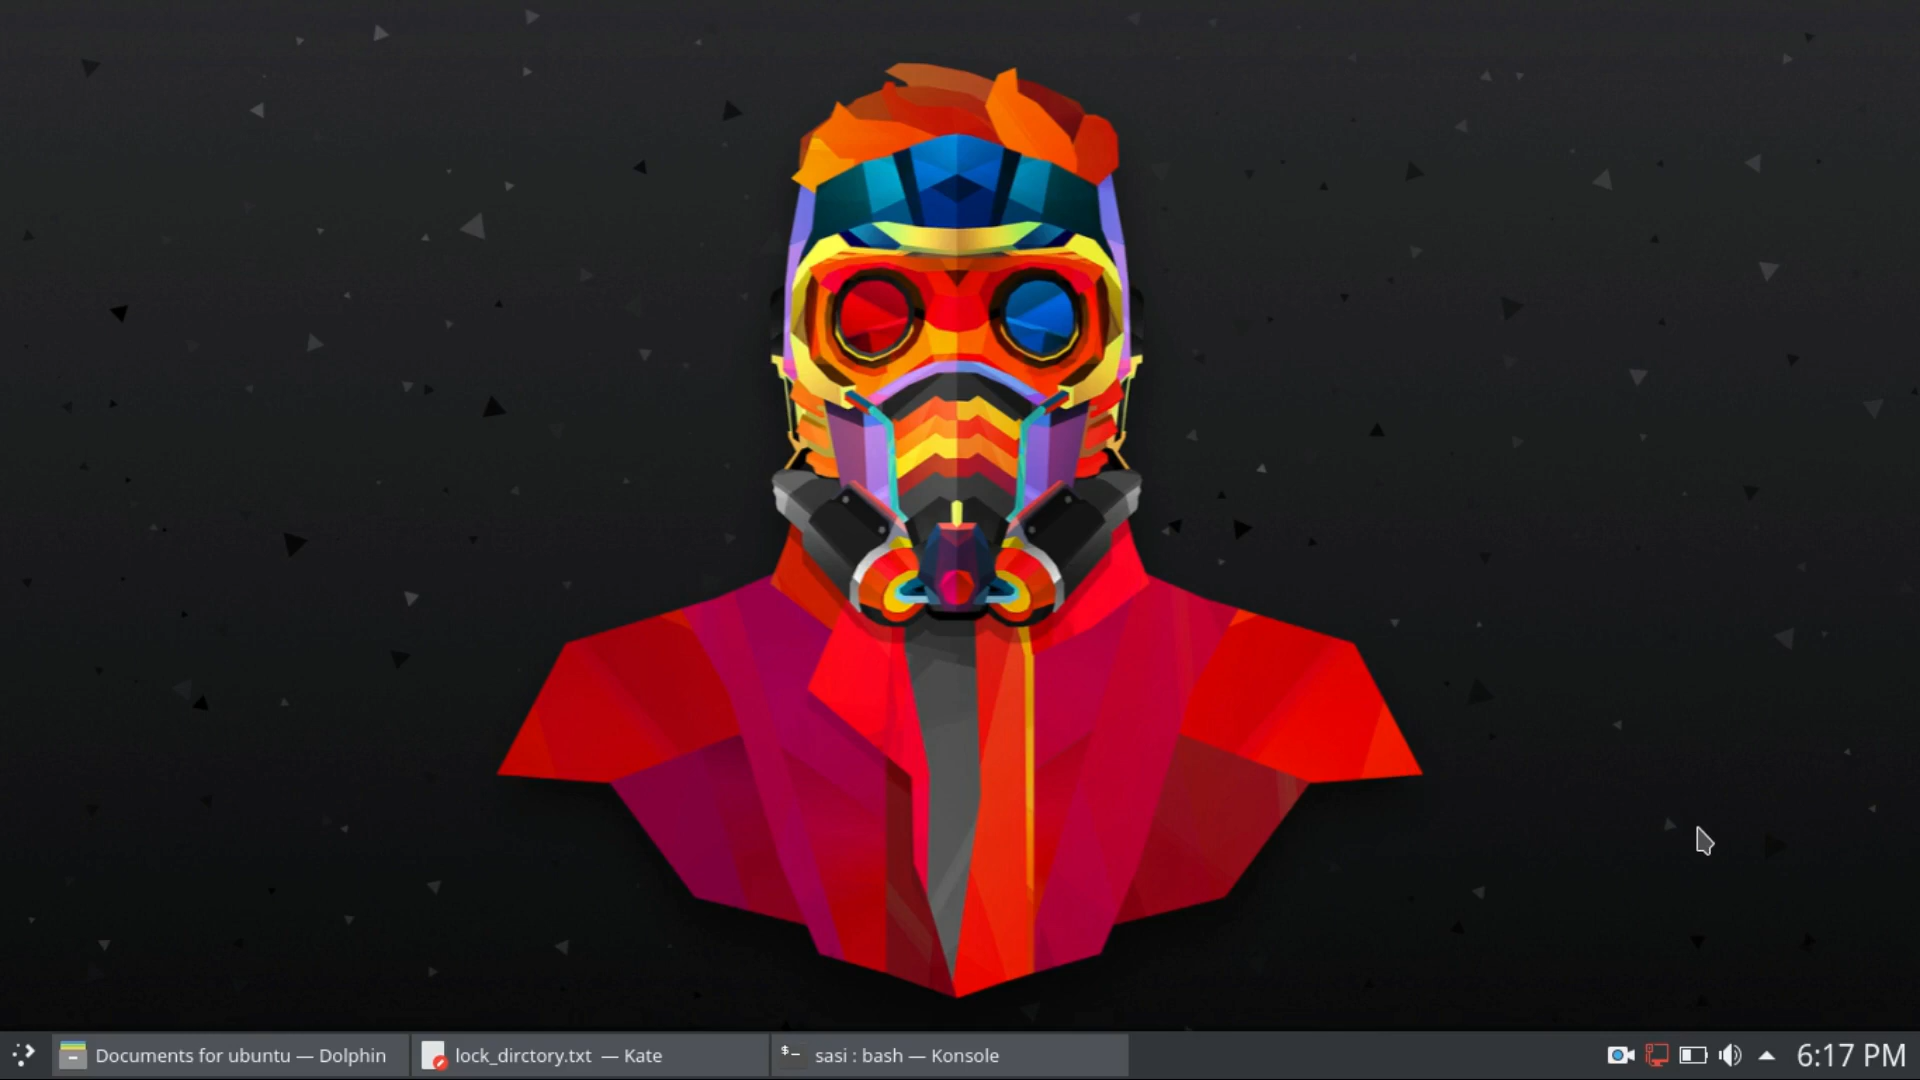 Documents for ubuntu — Dolphin
lock_dirctory.txt — Kate
$-
sasi : bash — Konsole
6:17 PM